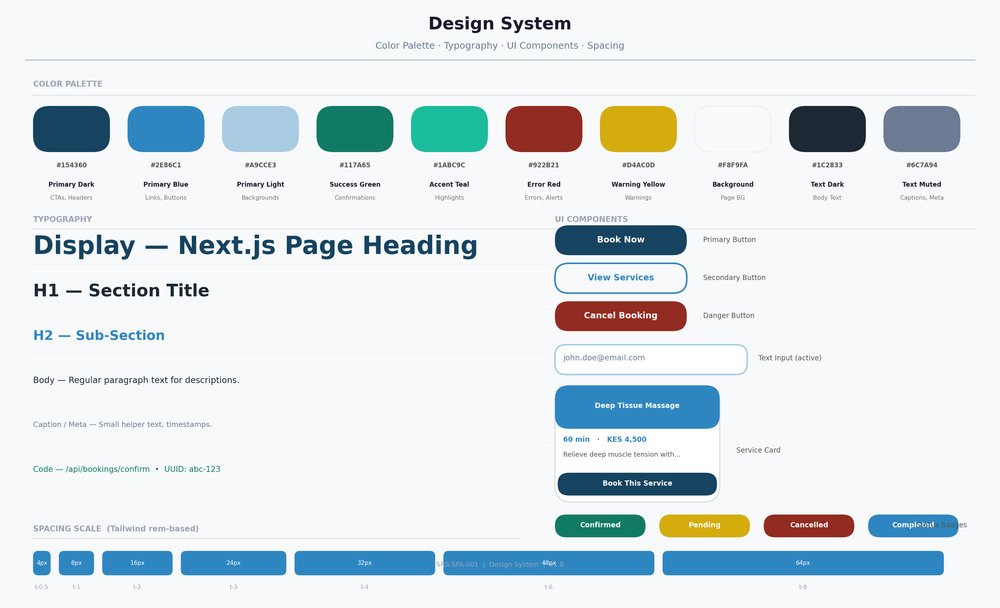 Design System
Color Palette · Typography · UI Components · Spacing
COLOR PALETTE
#154360
Primary Dark
CTAs, Headers
#2E86C1
Primary Blue
Links, Buttons
#A9CCE3
Primary Light
Backgrounds
#117A65
Success Green
Confirmations
#1ABC9C
Accent Teal
Highlights
#922B21
Error Red
Errors, Alerts
#D4AC0D
Warning Yellow
Warnings
#F8F9FA
Background
Page BG
#1C2833
Text Dark
Body Text
#6C7A94
Text Muted
Captions, Meta
TYPOGRAPHY
Display — Next.js Page Heading
H1 — Section Title
H2 — Sub-Section
Body — Regular paragraph text for descriptions.
Caption / Meta — Small helper text, timestamps.
Code — /api/bookings/confirm • UUID: abc-123
UI COMPONENTS
Book Now
Primary Button
View Services
Secondary Button
Cancel Booking
Danger Button
john.doe@email.com
Text Input (active)
Deep Tissue Massage
60 min · KES 4,500
Relieve deep muscle tension with...
Book This Service
Service Card
Confirmed
Pending
Cancelled
Completed
Status Badges
SPACING SCALE (Tailwind rem-based)
4px
8px
16px
24px
32px
48px
64px
SRS-SPA-001 | Design System | v1.0
t-0.5
t-1
t-2
t-3
t-4
t-6
t-8